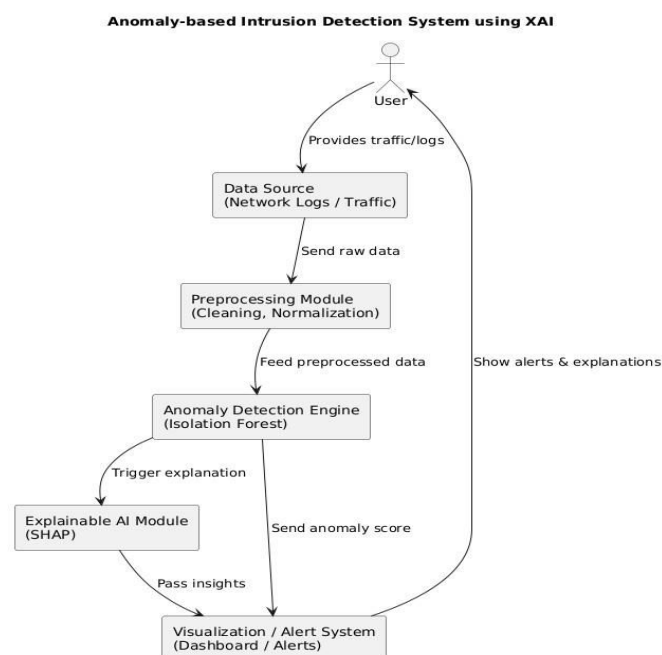 Anomaly-based Intrusion Detection System using XAI
User
Provides traffic/logs
Data Source
(Network Logs / Traffic)
Send raw data
Preprocessing Module
(Cleaning, Normalization)
Feed preprocessed data
Show alerts & explanations
Anomaly Detection Engine
(Isolation Forest)
Trigger explanation
Explainable AI Module
(SHAP)
Send anomaly score
Pass insights
Visualization / Alert System
(Dashboard / Alerts)